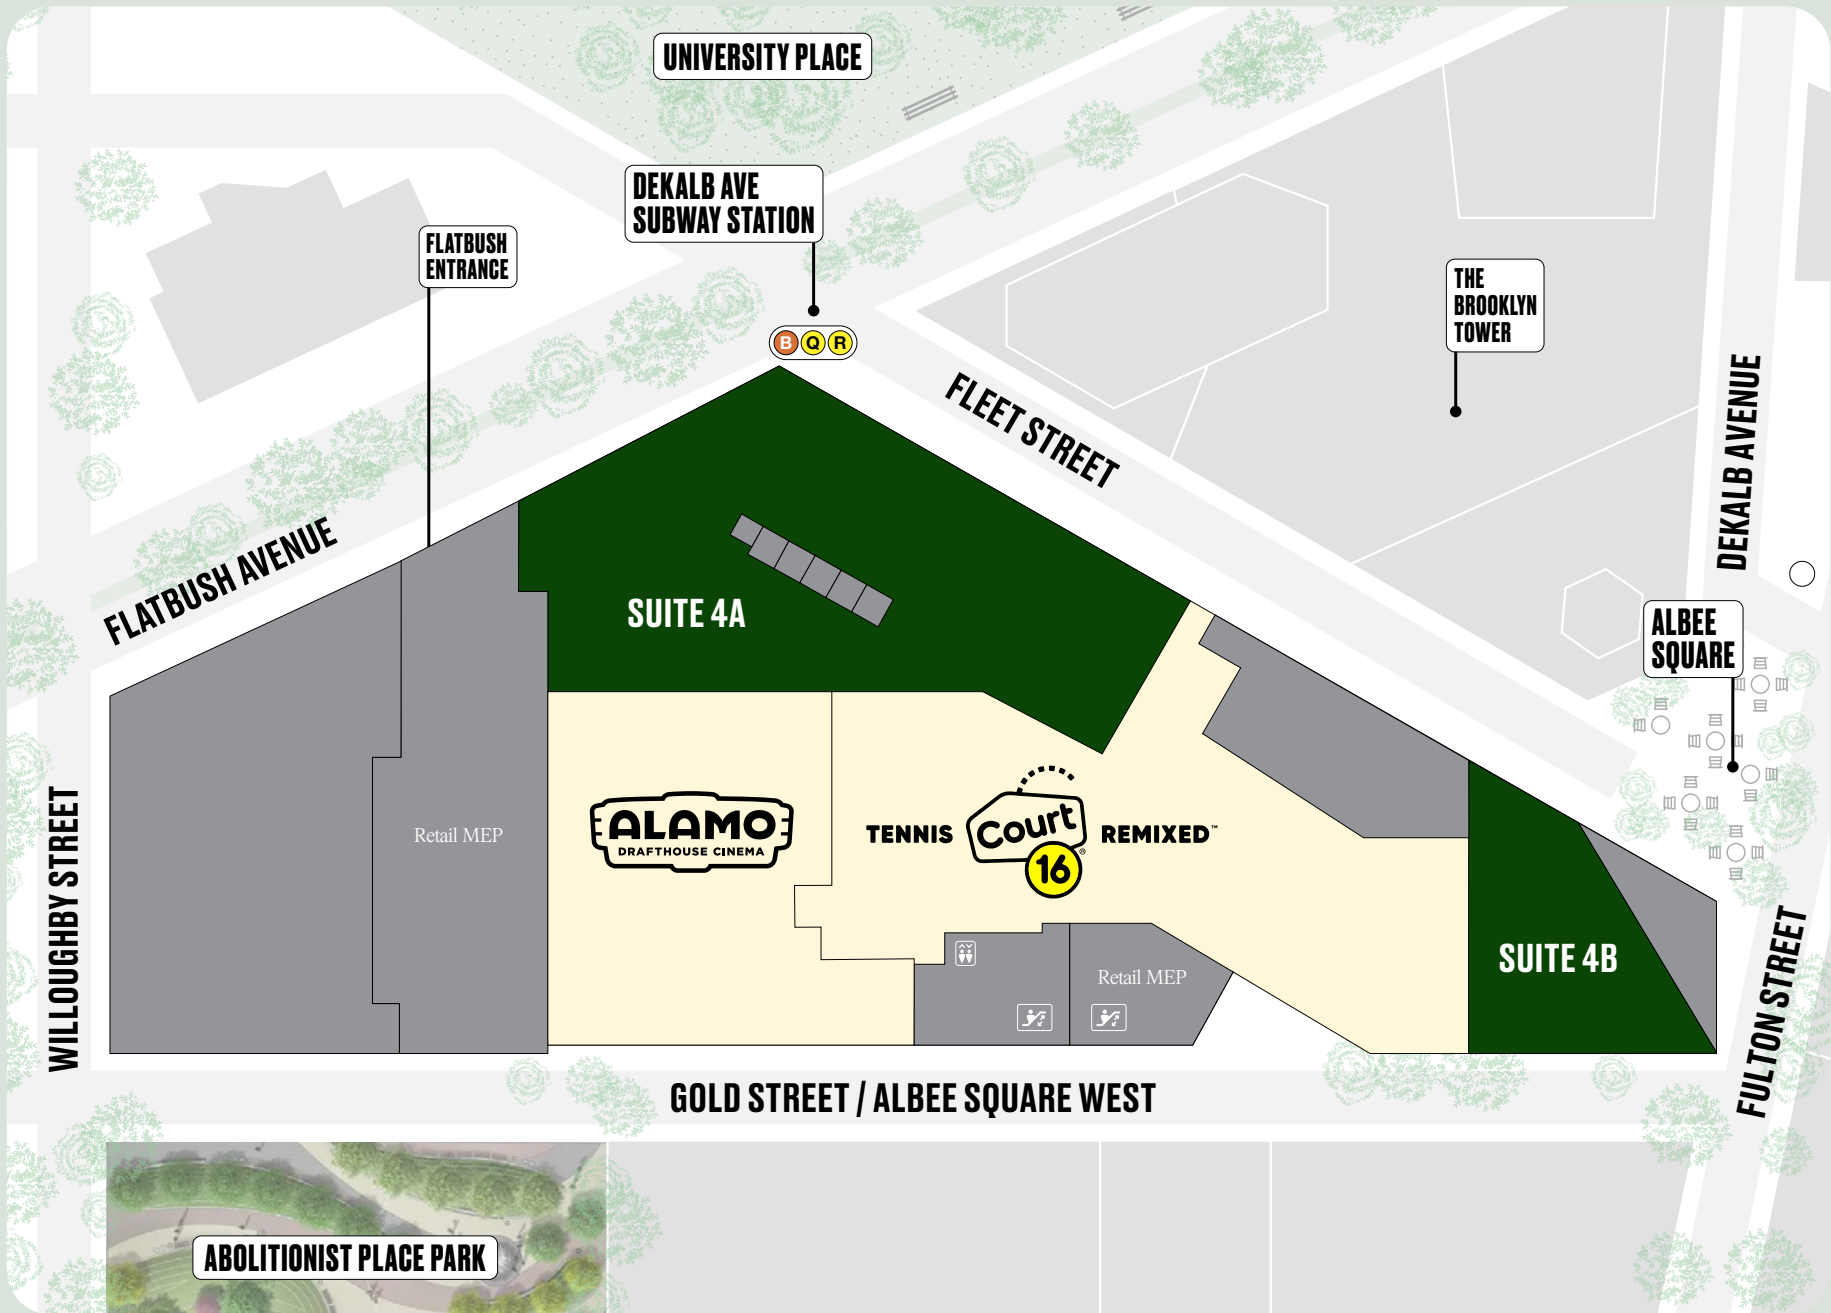 UNIVERSITY PLACE
DEKALB AVE
SUBWAY STATION
FLATBUSH
ENTRANCE
B Q R
THE
BROOKLYN
TOWER
FLEET STREET
DEKALB AVENUE
FLATBUSH AVENUE
SUITE 4A
ALBEE
SQUARE
WILLOUGHBY STREET
Retail MEP
ALAMO
DRAFTHOUSE CINEMA
TENNIS Court REMIXED™
16 ®
SUITE 4B
Retail MEP
FULTON STREET
GOLD STREET / ALBEE SQUARE WEST
ABOLITIONIST PLACE PARK